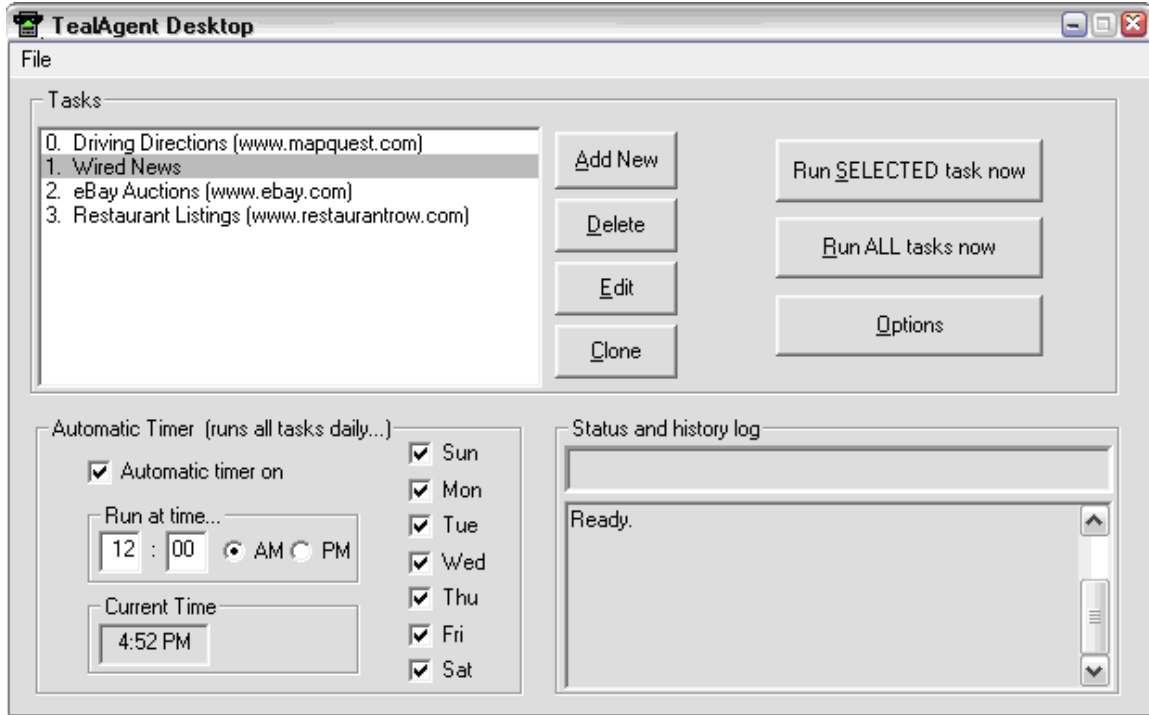 TealAgent Desktop
File
Tasks
0. Driving Directions (www.mapquest.com)
1. Wired News
2. eBay Auctions (www.ebay.com)
3. Restaurant Listings (www.restaurantrow.com)
Add New
Delete
Edit
Clone
Run SELECTED task now
Run ALL tasks now
Options
Automatic Timer (runs all tasks daily...)
Automatic timer on
Run at time...
12 : 00 AM PM
Current Time
4:52 PM
Sun
Mon
Tue
Wed
Thu
Fri
Sat
Status and history log
Ready.